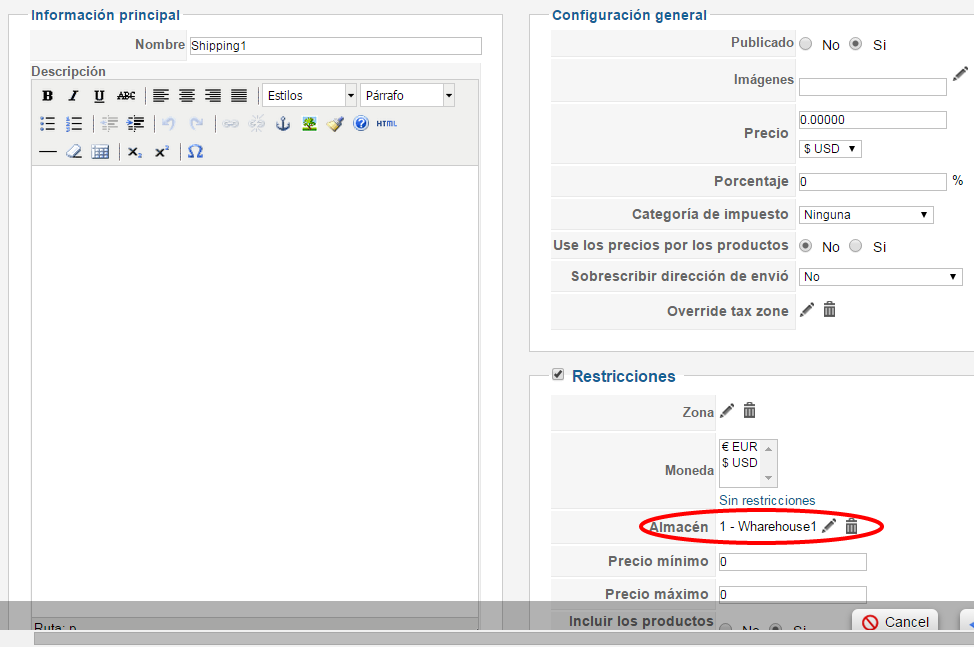 Información principal
Nombre Shipping1
Descripción
B I U ABC Estilos Párrafo
HTML
Ruta: p
Configuración general
Publicado No Si
Imágenes
Precio 0.00000
$ USD
Porcentaje 0 %
Categoría de impuesto Ninguna
Use los precios por los productos No Si
Sobrescribir dirección de envió No
Override tax zone
Restricciones
Zona
Moneda € EUR
$ USD
Sin restricciones
Almacén 1 - Wharehouse1
Precio mínimo 0
Precio máximo 0
Incluir los productos No Si
Cancel